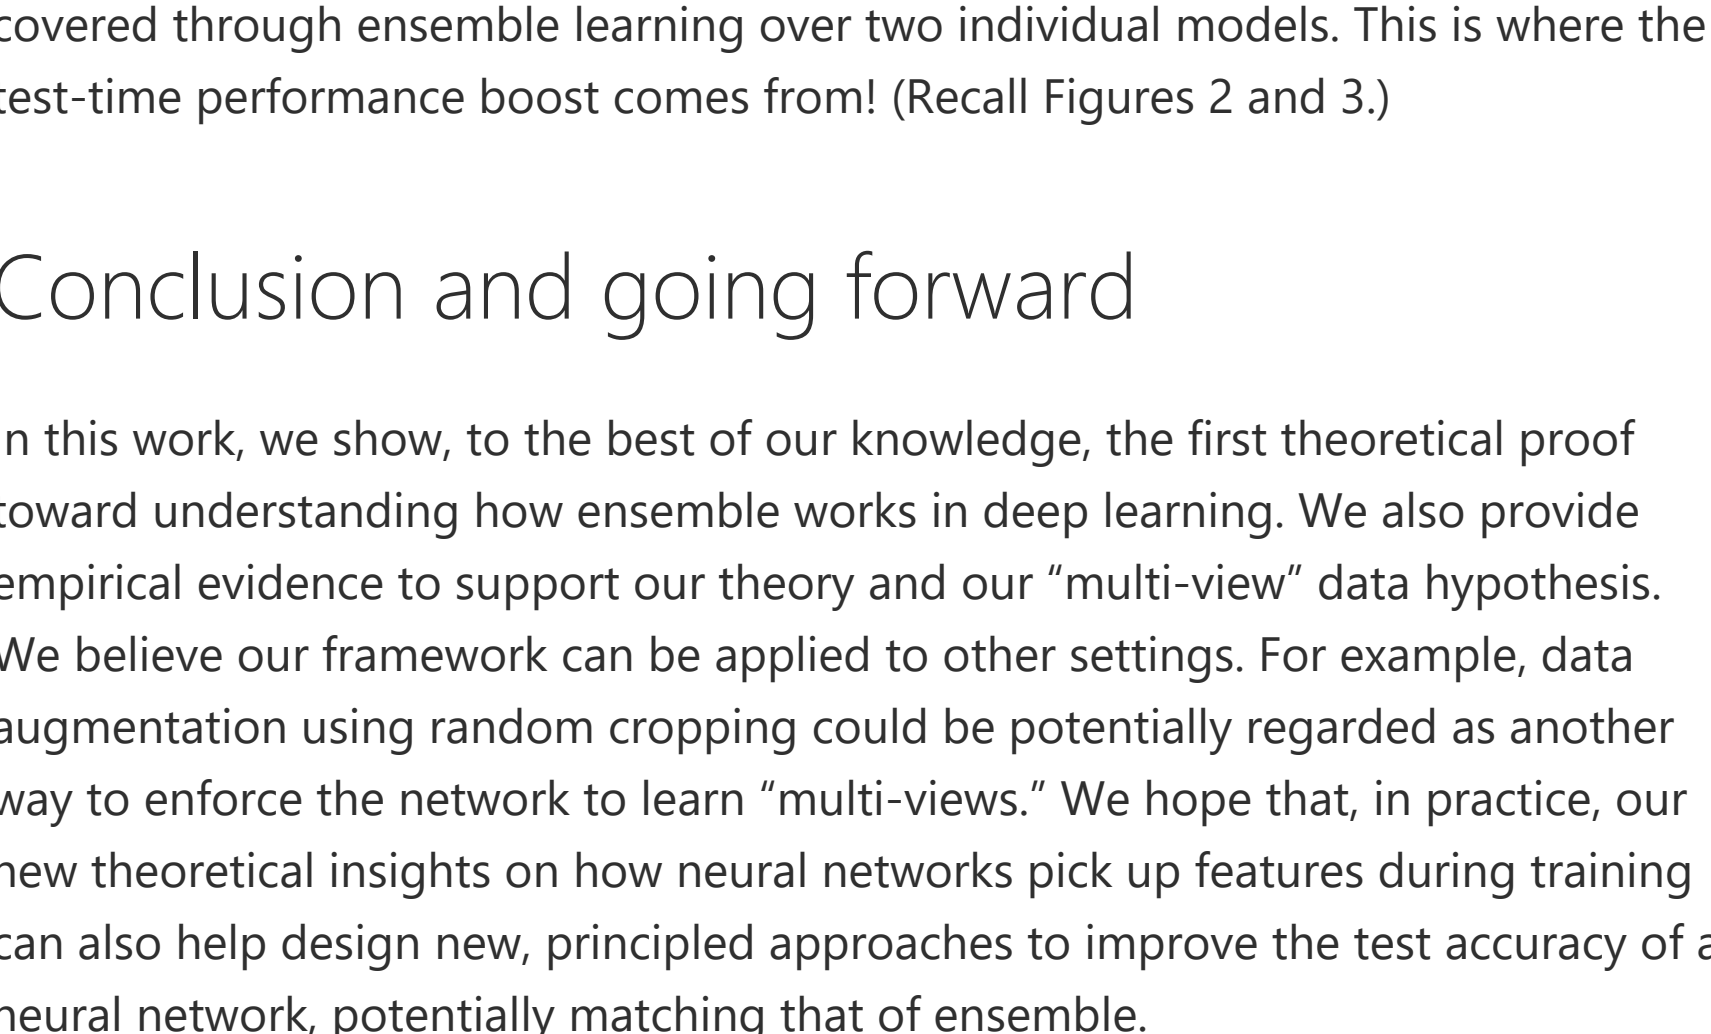 covered through ensemble learning over two individual models. This is where the
test-time performance boost comes from! (Recall Figures 2 and 3.)
Conclusion and going forward
In this work, we show, to the best of our knowledge, the first theoretical proof
toward understanding how ensemble works in deep learning. We also provide
empirical evidence to support our theory and our “multi-view” data hypothesis.
We believe our framework can be applied to other settings. For example, data
augmentation using random cropping could be potentially regarded as another
way to enforce the network to learn “multi-views.” We hope that, in practice, our
new theoretical insights on how neural networks pick up features during training
can also help design new, principled approaches to improve the test accuracy of a
neural network, potentially matching that of ensemble.